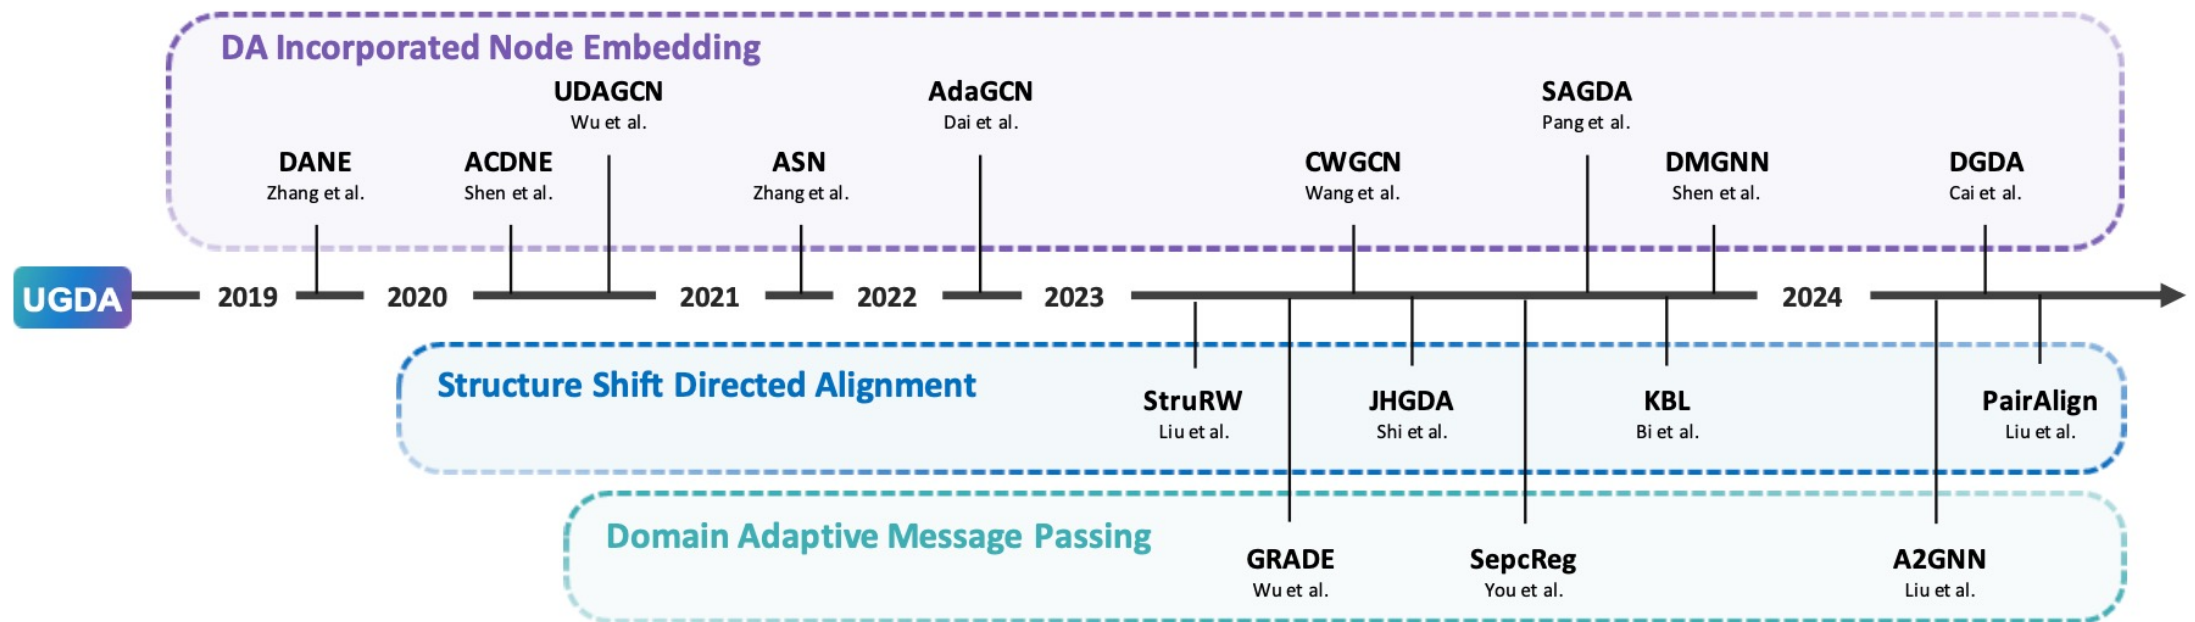 DA Incorporated Node Embedding
UDAGCN
Wu et al.
AdaGCN
Dai et al.
SAGDA
Pang et al.
DANE
Zhang et al.
ACDNE
Shen et al.
ASN
Zhang et al.
CWGCN
Wang et al.
DMGNN
Shen et al.
DGDA
Cai et al.
UGDA
2019
2020
2021
2022
2023
2024
Structure Shift Directed Alignment
StruRW
Liu et al.
JHGDA
Shi et al.
KBL
Bi et al.
PairAlign
Liu et al.
Domain Adaptive Message Passing
GRADE
Wu et al.
SepcReg
You et al.
A2GNN
Liu et al.